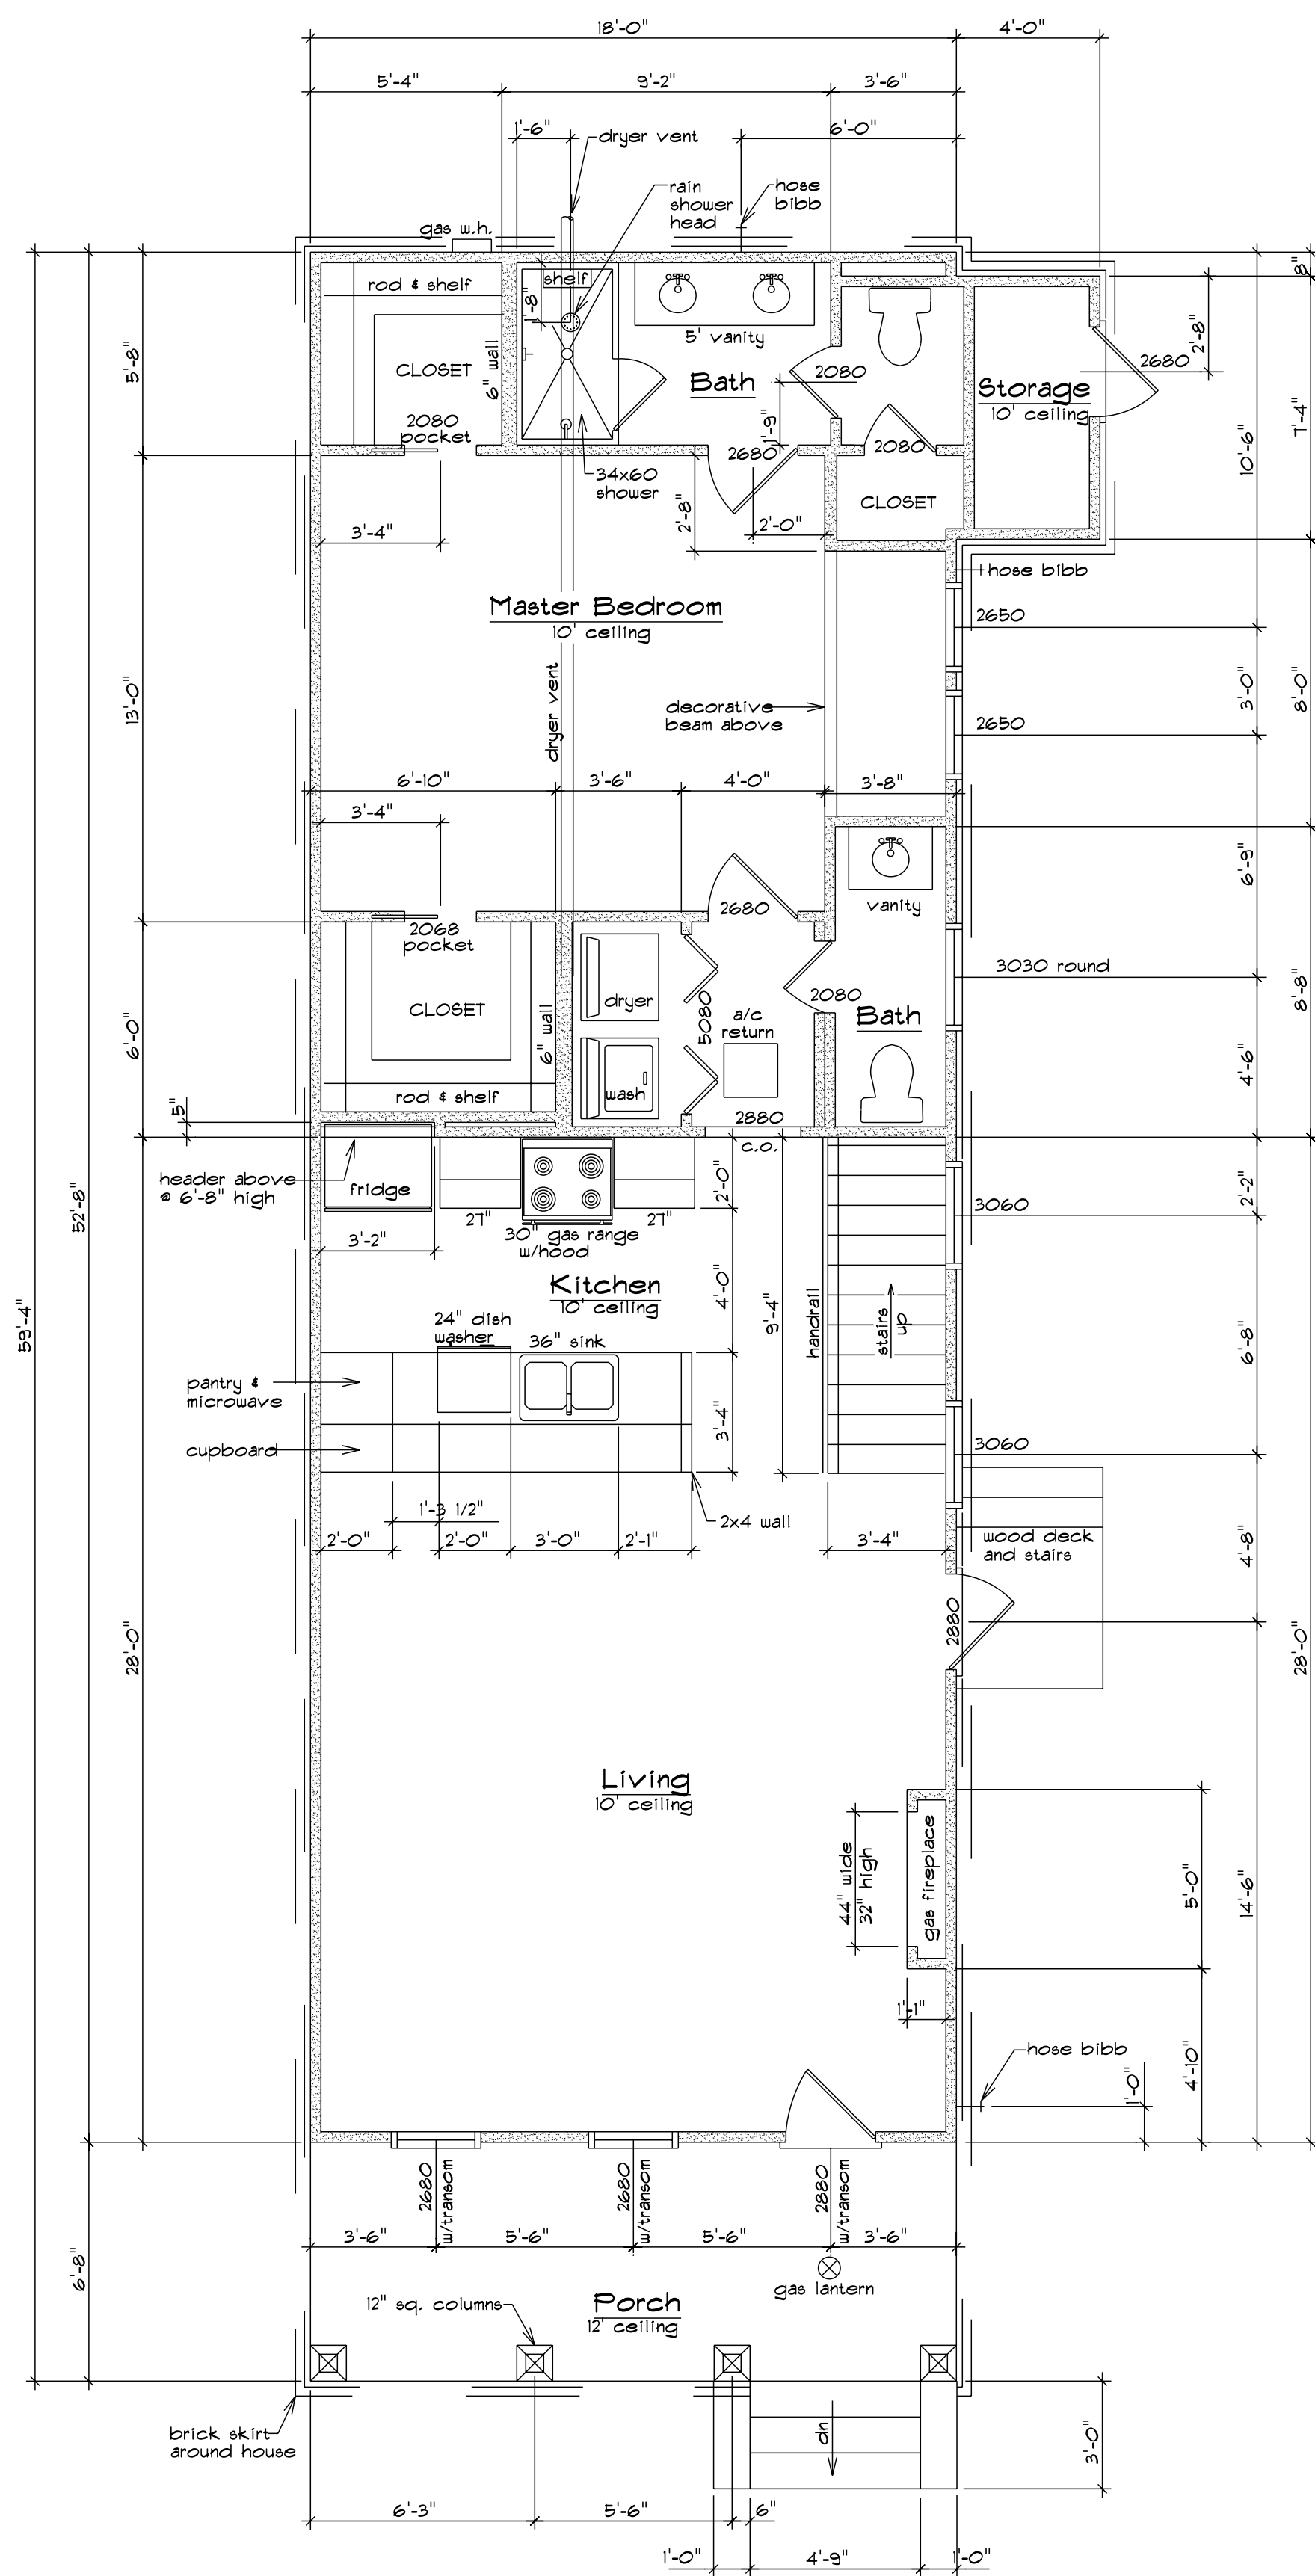 18'-0"
4'-0"
5'-4"
9'-2"
3'-6"
1'-6"
dryer vent
6'-0"
rain
shower
head
hose
bibb
gas w.h.
8"
rod & shelf
shelf
1'-8"
5' vanity
2'-8"
5'-8"
CLOSET
6" wall
Bath
2080
2680
Storage
10' ceiling
7'-4"
2080
pocket
1'-9"
2680
2080
10'-6"
34x60
shower
2'-8"
CLOSET
3'-4"
2'-0"
hose bibb
Master Bedroom
10' ceiling
2650
13'-0"
dryer vent
decorative
beam above
2650
3'-0"
8'-0"
6'-10"
3'-6"
4'-0"
3'-8"
3'-4"
6'-9"
2680
vanity
2068
pocket
3030 round
CLOSET
dryer
5080
2080
a/c
return
Bath
8'-8"
6'-0"
6" wall
4'-6"
rod & shelf
wash
5"
2880
c.o.
52'-8"
header above
@ 6'-8" high
fridge
27"
27"
2'-0"
3060
2'-2"
3'-2"
30" gas range
w/hood
Kitchen
10' ceiling
4'-0"
9'-4"
handrail
stairs
up
59'-4"
24" dish
washer
36" sink
6'-8"
pantry &
microwave
cupboard
3'-4"
3060
1'-3 1/2"
2x4 wall
2'-0"
2'-0"
3'-0"
2'-1"
3'-4"
wood deck
and stairs
4'-8"
2880
28'-0"
28'-0"
Living
10' ceiling
44" wide
32" high
gas fireplace
5'-0"
14'-6"
1'-1"
hose bibb
1'-0"
4'-10"
2680
w/transom
2680
w/transom
2880
w/transom
3'-6"
5'-6"
5'-6"
3'-6"
6'-8"
gas lantern
12" sq. columns
Porch
12' ceiling
brick skirt
around house
dn
3'-0"
6'-3"
5'-6"
6"
1'-0"
4'-9"
1'-0"